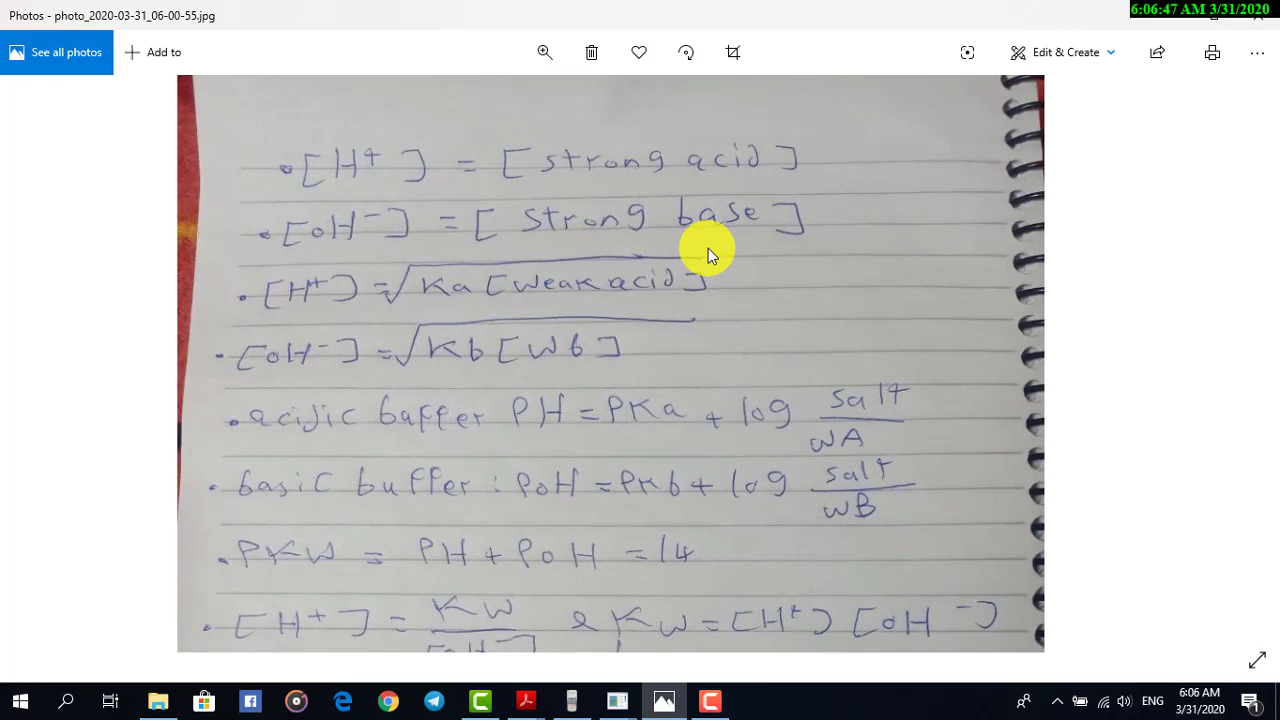 Photos - photo_2020-03-31_06-00-55.jpg
6:06:47 AM 3/31/2020
See all photos
Add to
Edit & Create
• [H⁺] = [strong acid]
• [oH⁻] = [strong base]
• [H⁺] = √Ka [weak acid]
• [oH⁻] = √Kb [Wb]
• acidic buffer PH = PKa + log salt/WA
• basic buffer : POH = PKb + log salt/WB
• PKW = PH + POH = 14
• [H⁺] = KW/[oH⁻] & KW = [H⁺] [oH⁻]
ENG
6:06 AM
3/31/2020